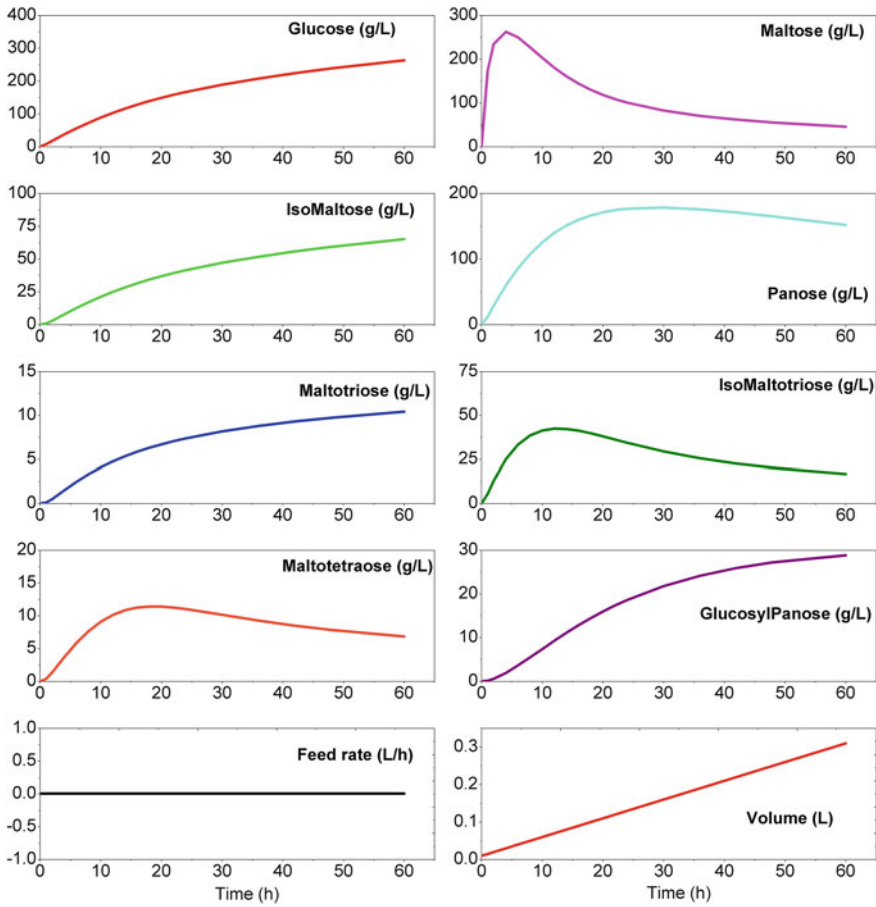 Glucose (g/L)
400
300
200
100
0
0 10 20 30 40 50 60
Maltose (g/L)
300
200
100
0
0 10 20 30 40 50 60
IsoMaltose (g/L)
100
75
50
25
0
0 10 20 30 40 50 60
Panose (g/L)
200
100
0
0 10 20 30 40 50 60
Maltotriose (g/L)
15
10
5
0
0 10 20 30 40 50 60
IsoMaltotriose (g/L)
75
50
25
0
0 10 20 30 40 50 60
Maltotetraose (g/L)
20
15
10
5
0
0 10 20 30 40 50 60
GlucosylPanose (g/L)
30
20
10
0
0 10 20 30 40 50 60
Feed rate (L/h)
1.0
0.5
0.0
-0.5
-1.0
0 10 20 30 40 50 60
Time (h)
Volume (L)
0.3
0.2
0.1
0.0
0 10 20 30 40 50 60
Time (h)